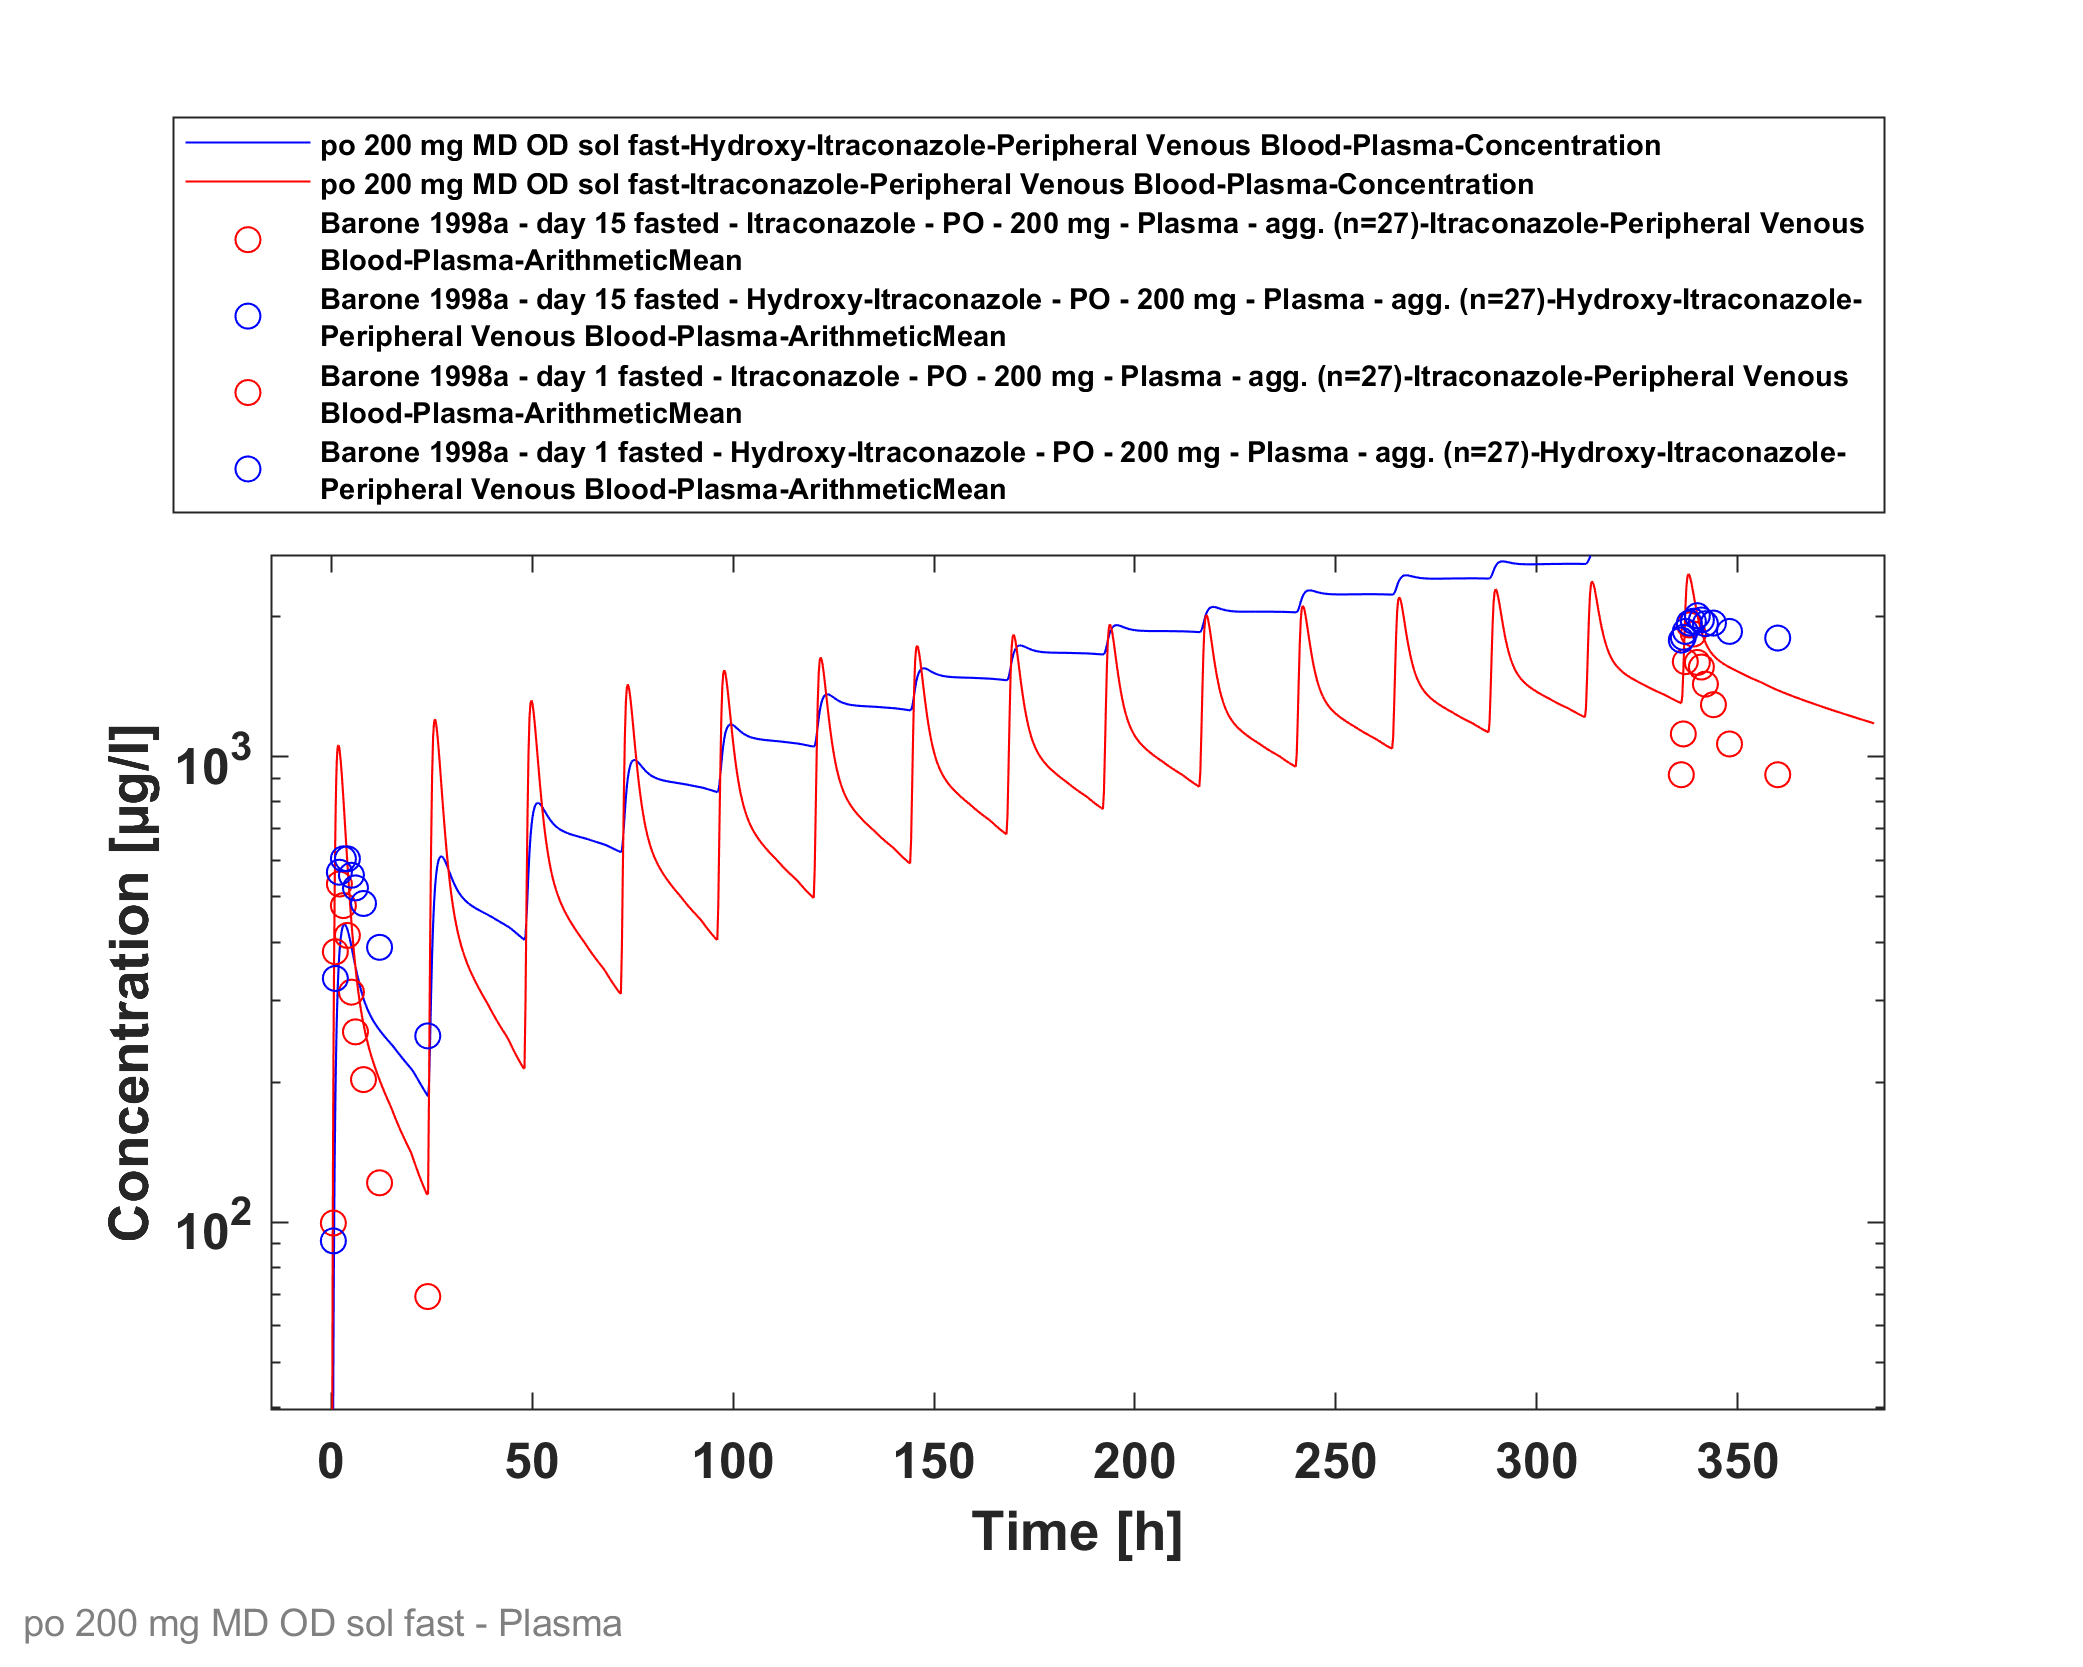 po 200 mg MD OD sol fast-Hydroxy-Itraconazole-Peripheral Venous Blood-Plasma-Concentration
po 200 mg MD OD sol fast-Itraconazole-Peripheral Venous Blood-Plasma-Concentration
Barone 1998a - day 15 fasted - Itraconazole - PO - 200 mg - Plasma - agg. (n=27)-Itraconazole-Peripheral Venous
Blood-Plasma-ArithmeticMean
Barone 1998a - day 15 fasted - Hydroxy-Itraconazole - PO - 200 mg - Plasma - agg. (n=27)-Hydroxy-Itraconazole-
Peripheral Venous Blood-Plasma-ArithmeticMean
Barone 1998a - day 1 fasted - Itraconazole - PO - 200 mg - Plasma - agg. (n=27)-Itraconazole-Peripheral Venous
Blood-Plasma-ArithmeticMean
Barone 1998a - day 1 fasted - Hydroxy-Itraconazole - PO - 200 mg - Plasma - agg. (n=27)-Hydroxy-Itraconazole-
Peripheral Venous Blood-Plasma-ArithmeticMean
Concentration [µg/l]
10³
10²
0 50 100 150 200 250 300 350
Time [h]
po 200 mg MD OD sol fast - Plasma